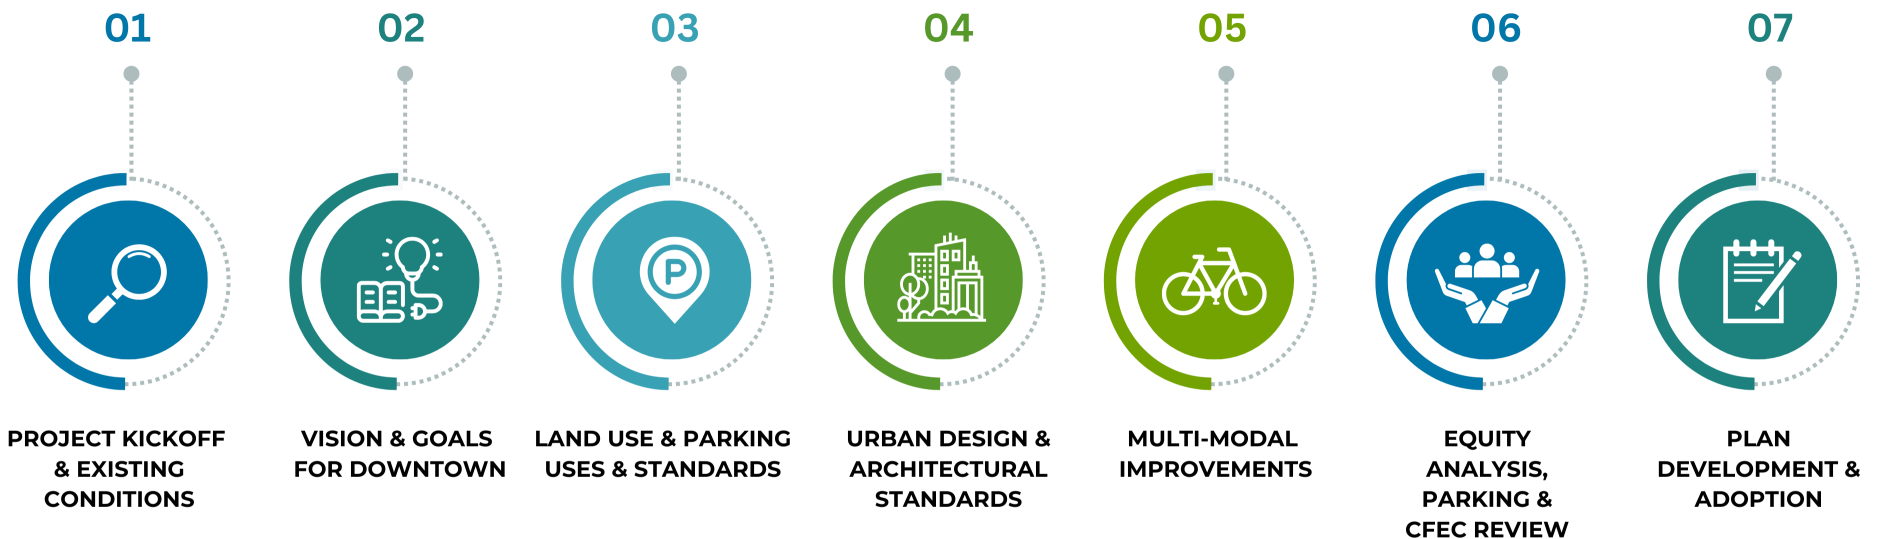 01
PROJECT KICKOFF
& EXISTING
CONDITIONS
02
VISION & GOALS
FOR DOWNTOWN
03
P
LAND USE & PARKING
USES & STANDARDS
04
URBAN DESIGN &
ARCHITECTURAL
STANDARDS
05
MULTI-MODAL
IMPROVEMENTS
06
EQUITY
ANALYSIS,
PARKING &
CFEC REVIEW
07
PLAN
DEVELOPMENT &
ADOPTION